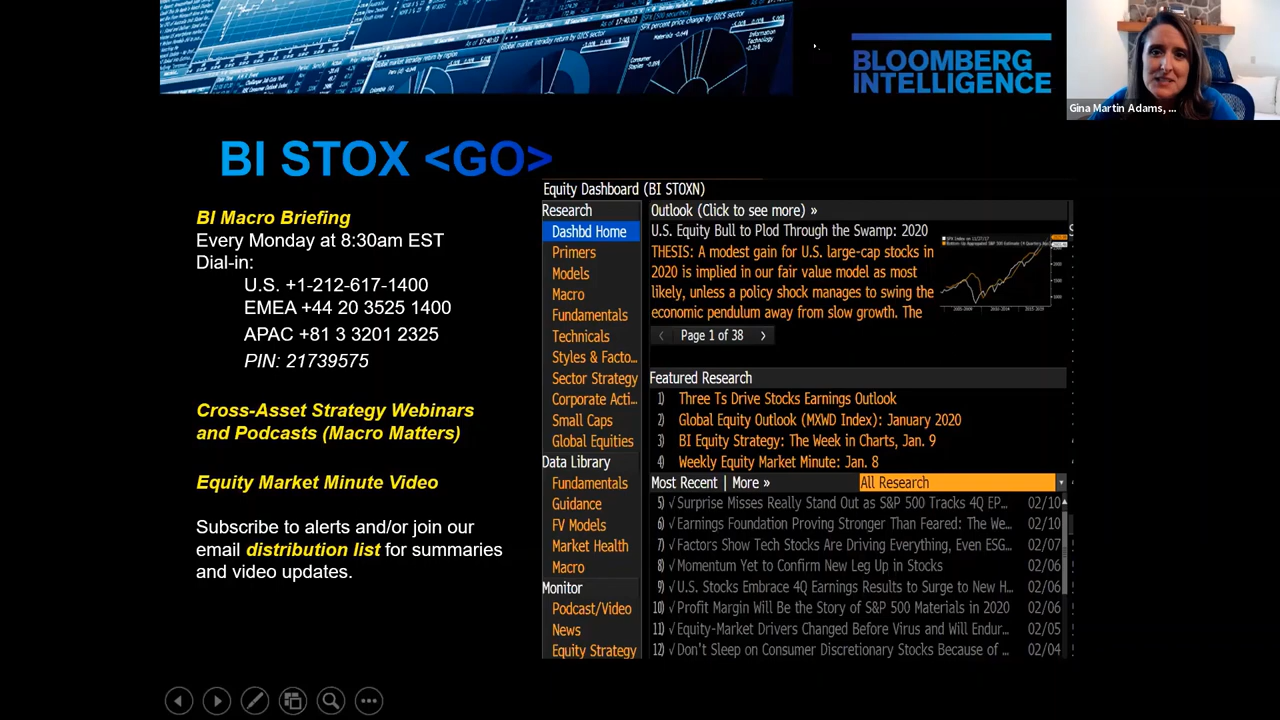 BLOOMBERG
INTELLIGENCE
Gina Martin Adams, ...
BI STOX <GO>
BI Macro Briefing
Every Monday at 8:30am EST
Dial-in:
U.S. +1-212-617-1400
EMEA +44 20 3525 1400
APAC +81 3 3201 2325
PIN: 21739575
Cross-Asset Strategy Webinars
and Podcasts (Macro Matters)
Equity Market Minute Video
Subscribe to alerts and/or join our
email distribution list for summaries
and video updates.
Equity Dashboard (BI STOXN)
Research
Dashbd Home
Primers
Models
Macro
Fundamentals
Technicals
Styles & Facto...
Sector Strategy
Corporate Acti...
Small Caps
Global Equities
Data Library
Fundamentals
Guidance
FV Models
Market Health
Macro
Monitor
Podcast/Video
News
Equity Strategy
Outlook (Click to see more) »
U.S. Equity Bull to Plod Through the Swamp: 2020
THESIS: A modest gain for U.S. large-cap stocks in
2020 is implied in our fair value model as most
likely, unless a policy shock manages to swing the
economic pendulum away from slow growth. The
< Page 1 of 38 >
Featured Research
1) Three Ts Drive Stocks Earnings Outlook
2) Global Equity Outlook (MXWD Index): January 2020
3) BI Equity Strategy: The Week in Charts, Jan. 9
4) Weekly Equity Market Minute: Jan. 8
Most Recent | More » All Research
5) √ Surprise Misses Really Stand Out as S&P 500 Tracks 4Q EP... 02/10
6) √ Earnings Foundation Proving Stronger Than Feared: The We... 02/10
7) √ Factors Show Tech Stocks Are Driving Everything, Even ESG... 02/07
8) √ Momentum Yet to Confirm New Leg Up in Stocks 02/06
9) √ U.S. Stocks Embrace 4Q Earnings Results to Surge to New H... 02/06
10) √ Profit Margin Will Be the Story of S&P 500 Materials in 2020 02/06
11) √ Equity-Market Drivers Changed Before Virus and Will Endur... 02/05
12) √ Don't Sleep on Consumer Discretionary Stocks Because of ... 02/04